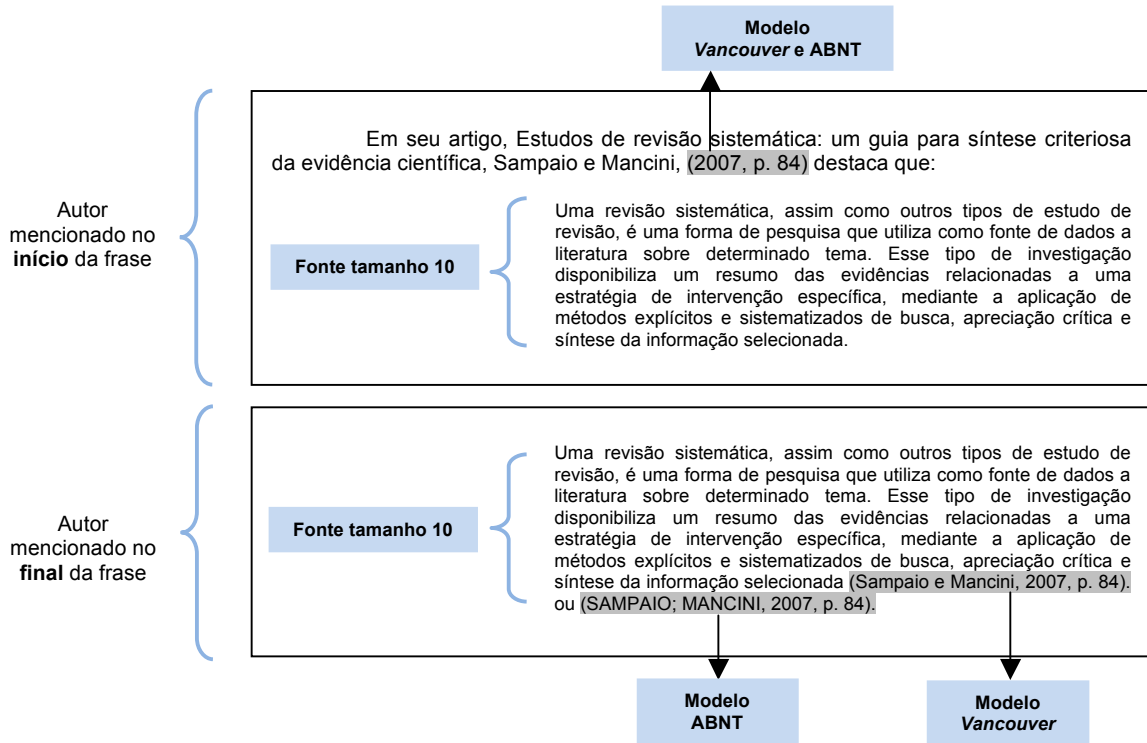 Modelo
Vancouver e ABNT
Em seu artigo, Estudos de revisão sistemática: um guia para síntese criteriosa
da evidência científica, Sampaio e Mancini, (2007, p. 84) destaca que:
Autor
mencionado no
início da frase
Fonte tamanho 10
Uma revisão sistemática, assim como outros tipos de estudo de
revisão, é uma forma de pesquisa que utiliza como fonte de dados a
literatura sobre determinado tema. Esse tipo de investigação
disponibiliza um resumo das evidências relacionadas a uma
estratégia de intervenção específica, mediante a aplicação de
métodos explícitos e sistematizados de busca, apreciação crítica e
síntese da informação selecionada.
Autor
mencionado no
final da frase
Fonte tamanho 10
Uma revisão sistemática, assim como outros tipos de estudo de
revisão, é uma forma de pesquisa que utiliza como fonte de dados a
literatura sobre determinado tema. Esse tipo de investigação
disponibiliza um resumo das evidências relacionadas a uma
estratégia de intervenção específica, mediante a aplicação de
métodos explícitos e sistematizados de busca, apreciação crítica e
síntese da informação selecionada (Sampaio e Mancini, 2007, p. 84).
ou (SAMPAIO; MANCINI, 2007, p. 84).
Modelo
ABNT
Modelo
Vancouver